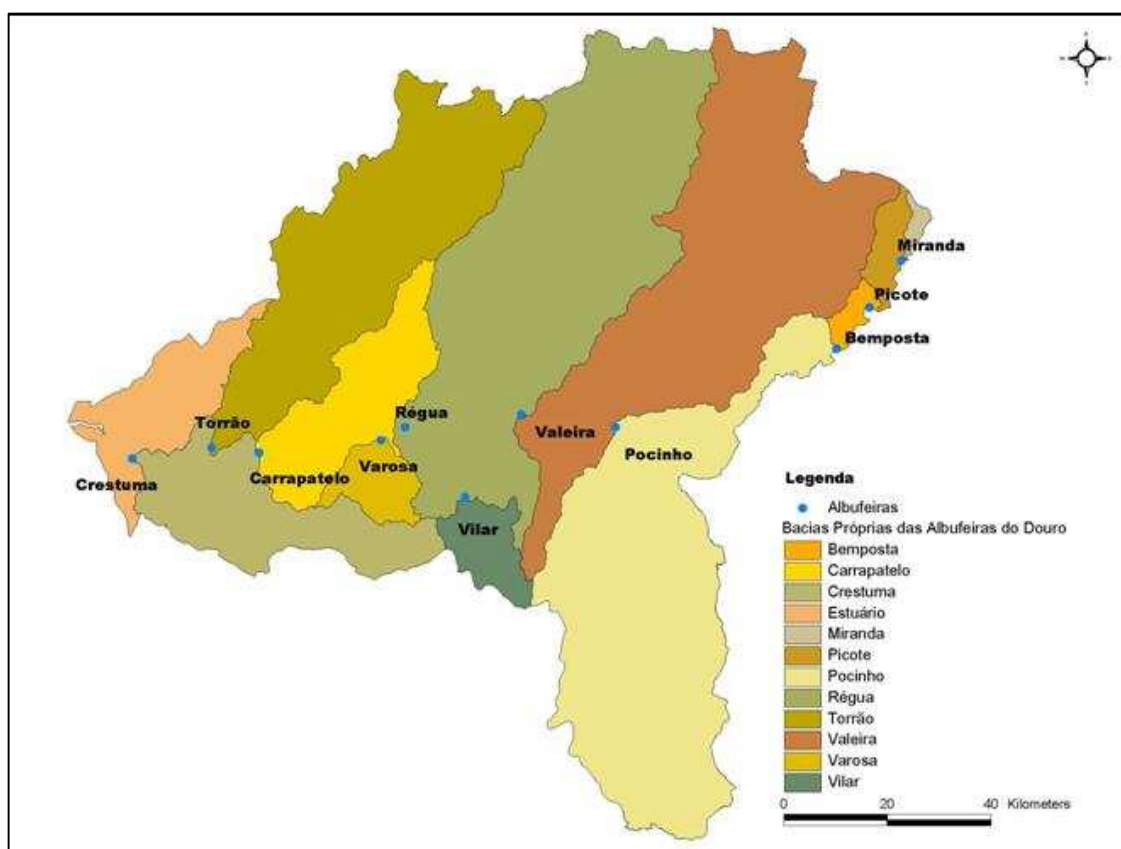 Miranda
Picote
Bemposta
Torrão
Régua
Valeira
Pocinho
Varosa
Carrapatelo
Crestuma
Vilar
Legenda
Albufeiras
Bacias Próprias das Albufeiras do Douro
Bemposta
Carrapatelo
Crestuma
Estuário
Miranda
Picote
Pocinho
Régua
Torrão
Valeira
Varosa
Vilar
0 20 40 Kilometers